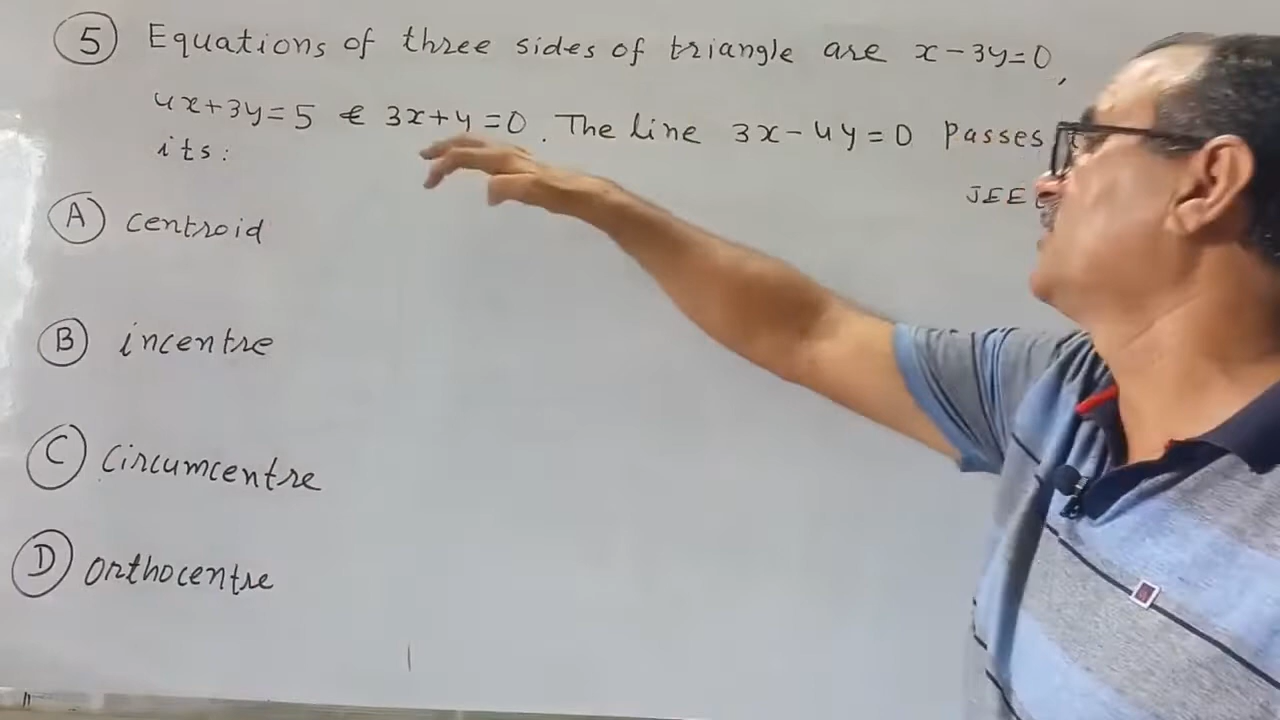 5 Equations of three sides of triangle are x-3y=0,
4x+3y=5 & 3x+y=0. The line 3x-4y=0 passes
its:
JEE
A centroid
B incentre
C circumcentre
D orthocentre